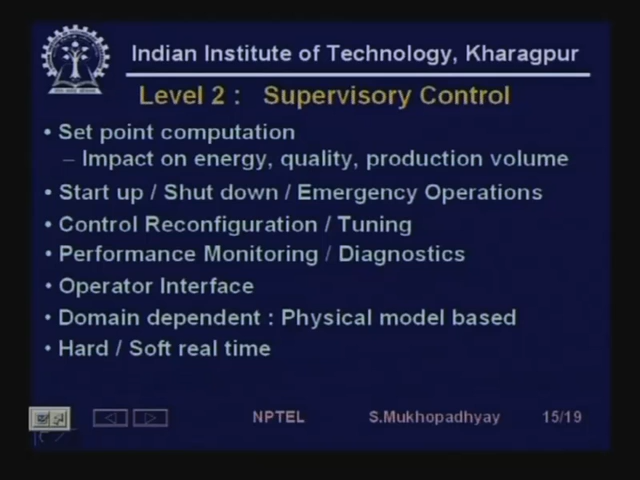 Indian Institute of Technology, Kharagpur
Level 2 : Supervisory Control
• Set point computation
– Impact on energy, quality, production volume
• Start up / Shut down / Emergency Operations
• Control Reconfiguration / Tuning
• Performance Monitoring / Diagnostics
• Operator Interface
• Domain dependent : Physical model based
• Hard / Soft real time
NPTEL S.Mukhopadhyay 15/19